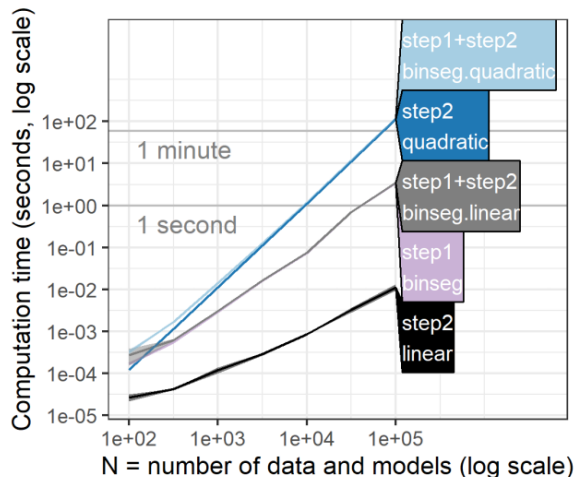 Computation time (seconds, log scale)
1e+02
1e+01
1e+00
1e-01
1e-02
1e-03
1e-04
1e-05
1 minute
1 second
step1+step2
binseg.quadratic
step2
quadratic
step1+step2
binseg.linear
step1
binseg
step2
linear
1e+02
1e+03
1e+04
1e+05
N = number of data and models (log scale)